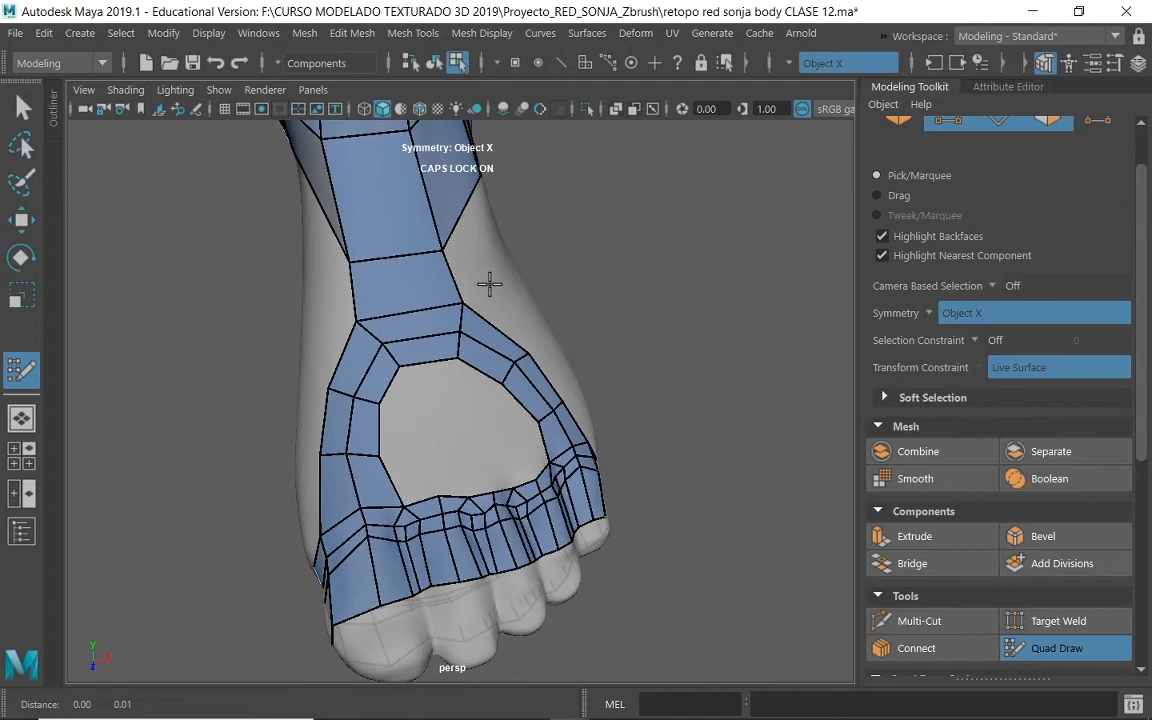 Autodesk Maya 2019.1 - Educational Version: F:\CURSO MODELADO TEXTURADO 3D 2019\Proyecto_RED_SONJA_Zbrush\retopo red sonja body CLASE 12.ma*
File Edit Create Select Modify Display Windows Mesh Edit Mesh Mesh Tools Mesh Display Curves Surfaces Deform UV Generate Cache Arnold » Workspace : Modeling - Standard*
Modeling Components Object X
View Shading Lighting Show Renderer Panels
0.00 1.00 sRGB ga
Outliner
Symmetry: Object X
CAPS LOCK ON
persp
y
x
z
Modeling Toolkit Attribute Editor
Object Help
Pick/Marquee
Drag
Tweak/Marquee
Highlight Backfaces
Highlight Nearest Component
Camera Based Selection Off
Symmetry Object X
Selection Constraint Off 0
Transform Constraint Live Surface
Soft Selection
Mesh
Combine Separate
Smooth Boolean
Components
Extrude Bevel
Bridge Add Divisions
Tools
Multi-Cut Target Weld
Connect Quad Draw
Distance: 0.00 0.01 MEL